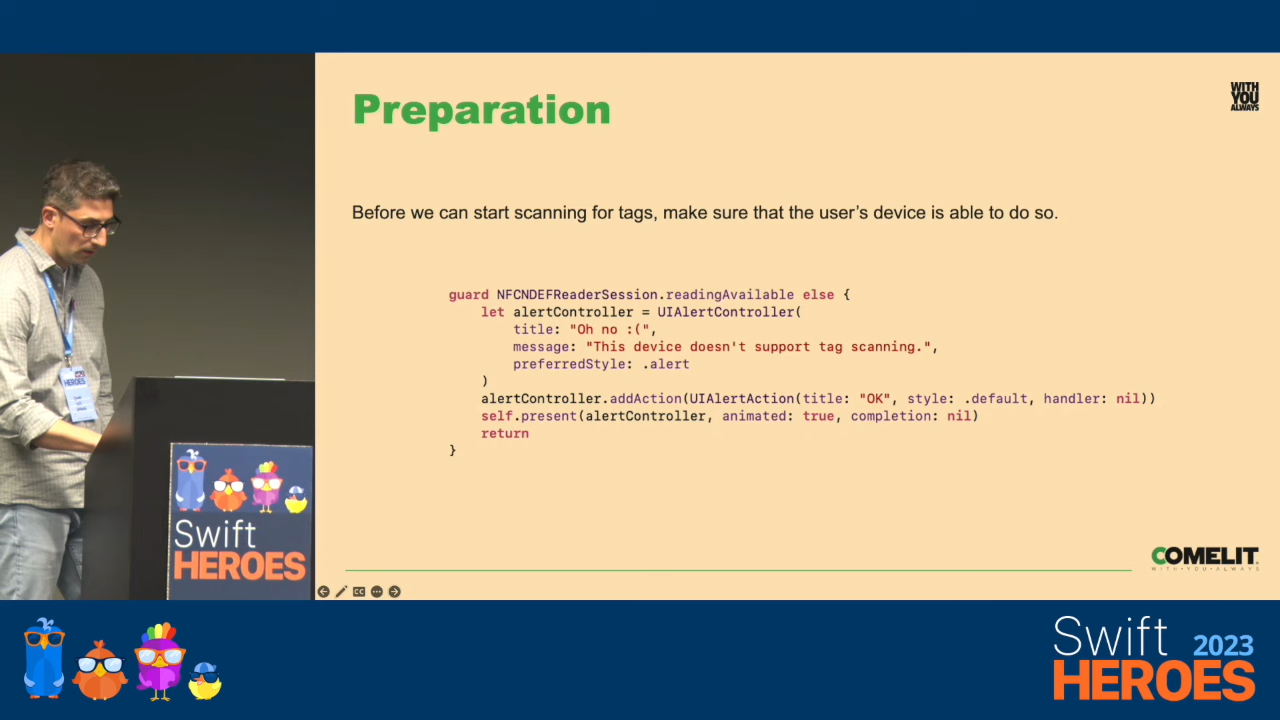 Preparation
WITH
YOU
ALWAYS
Before we can start scanning for tags, make sure that the user's device is able to do so.
guard NFCNDEFReaderSession.readingAvailable else {
let alertController = UIAlertController(
title: "Oh no :(",
message: "This device doesn't support tag scanning.",
preferredStyle: .alert
)
alertController.addAction(UIAlertAction(title: "OK", style: .default, handler: nil))
self.present(alertController, animated: true, completion: nil)
return
}
COMELIT
WITH·YOU·ALWAYS
CC
HEROES
Swift
HEROES
Swift 2023
HEROES